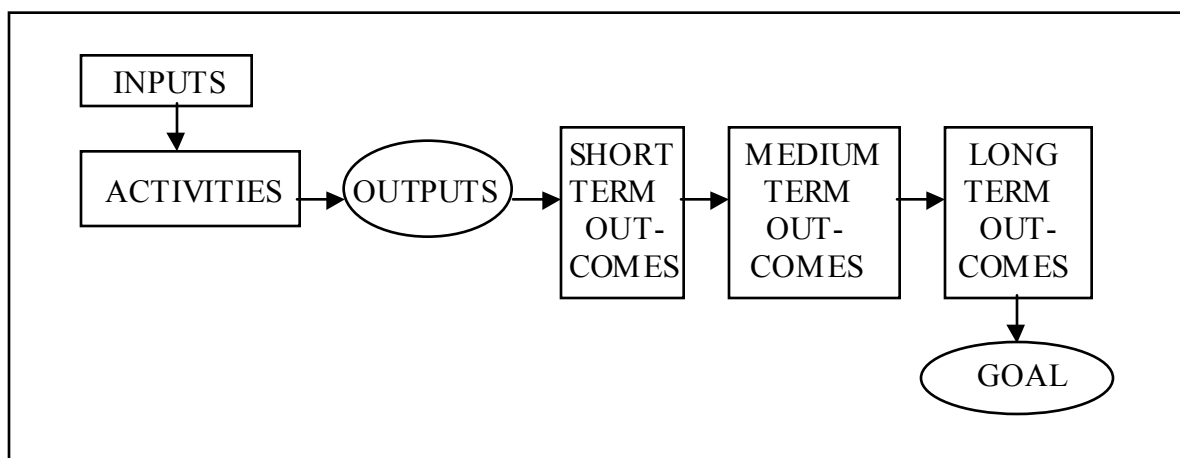 INPUTS
ACTIVITIES
OUTPUTS
SHORT
TERM
OUT-
COMES
MEDIUM
TERM
OUT-
COMES
LONG
TERM
OUT-
COMES
GOAL